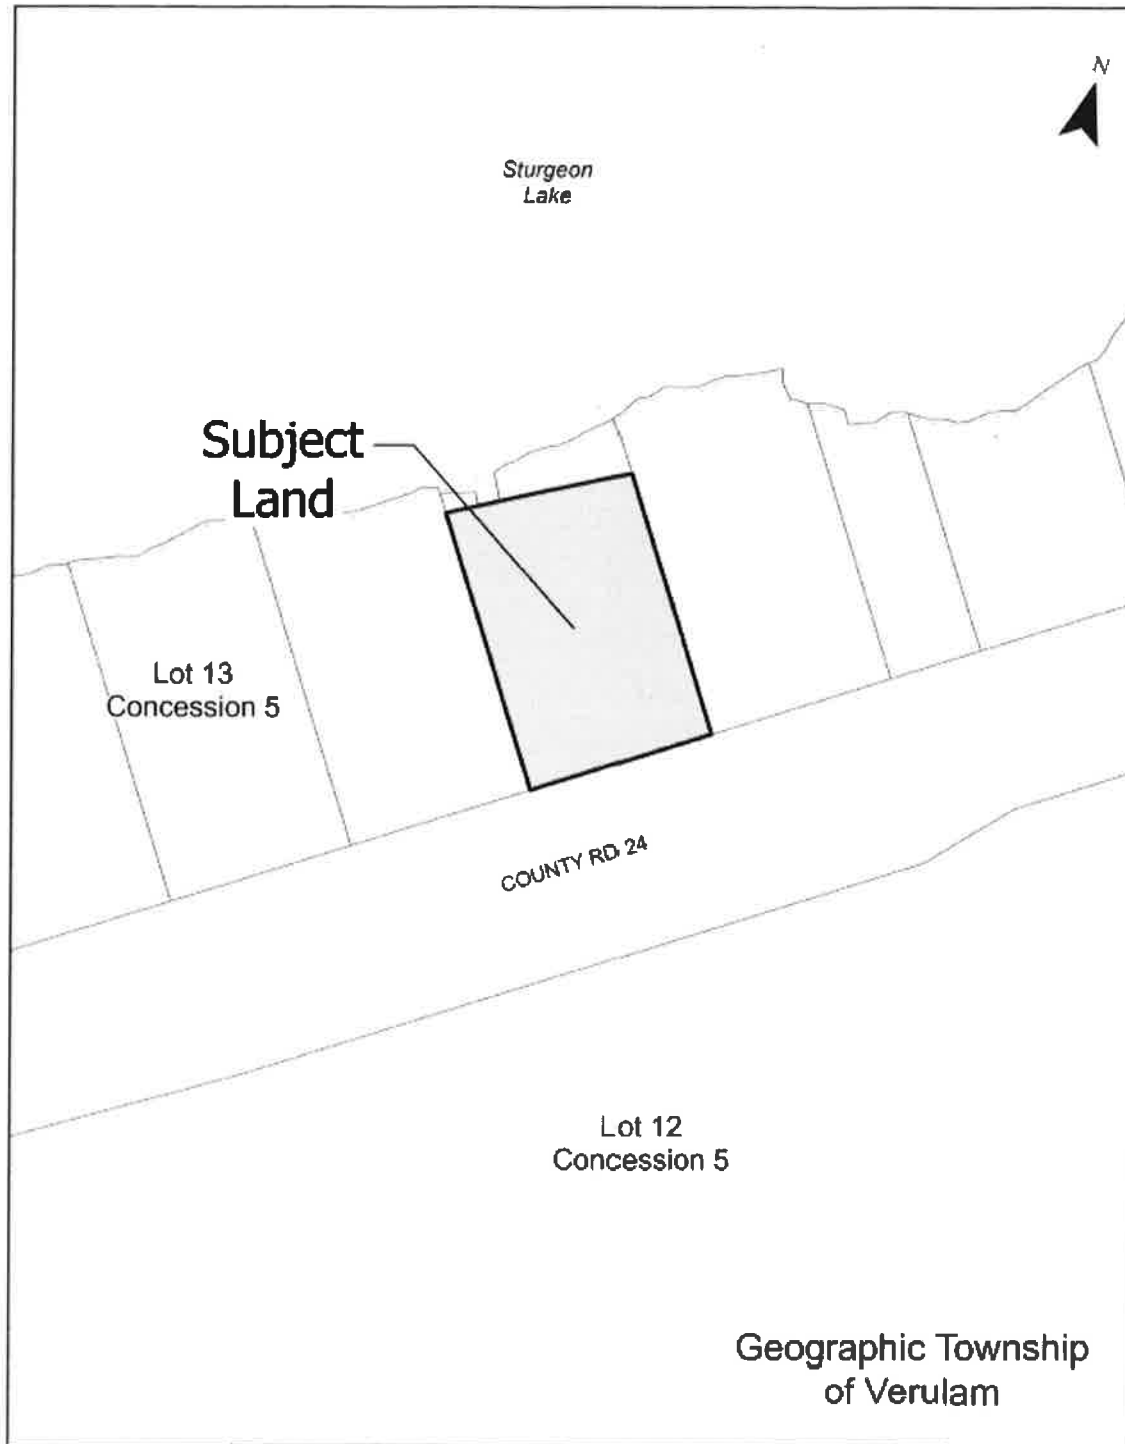 N
Sturgeon
Lake
Subject
Land
Lot 13
Concession 5
COUNTY RD 24
Lot 12
Concession 5
Geographic Township
of Verulam